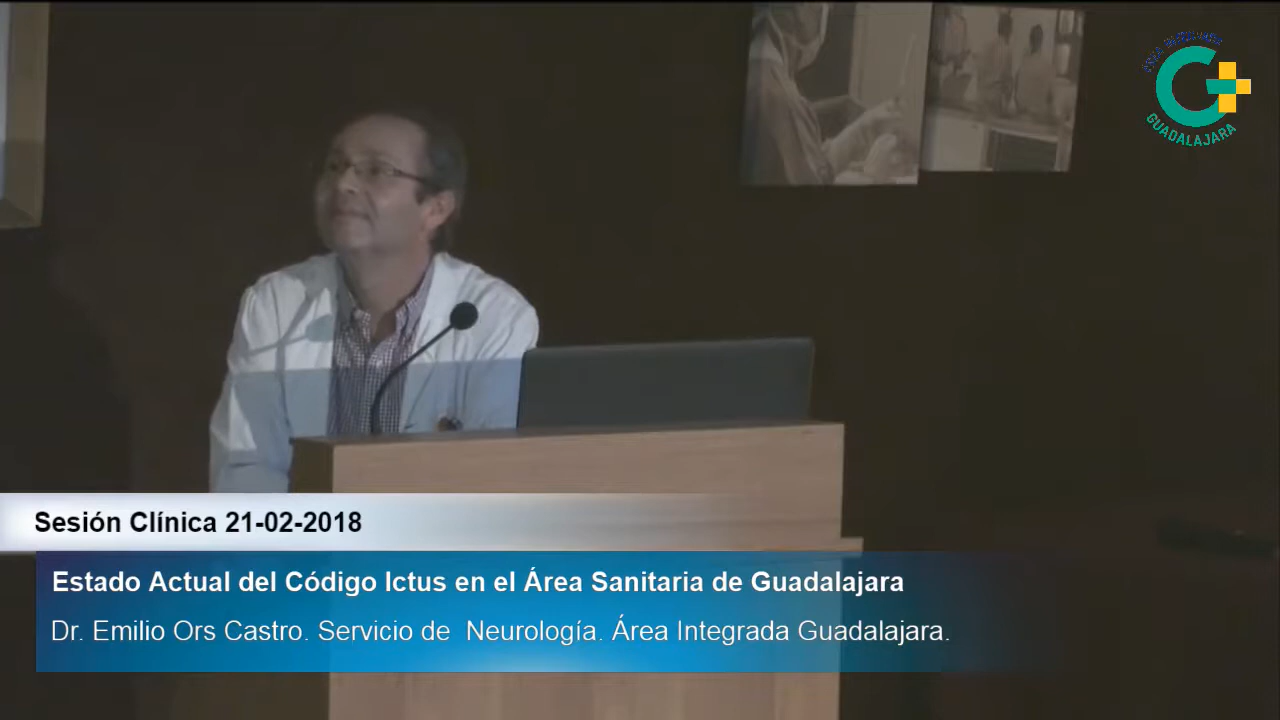 GUADALAJARA
Sesión Clínica 21-02-2018
Estado Actual del Código Ictus en el Área Sanitaria de Guadalajara
Dr. Emilio Ors Castro. Servicio de  Neurología. Área Integrada Guadalajara.